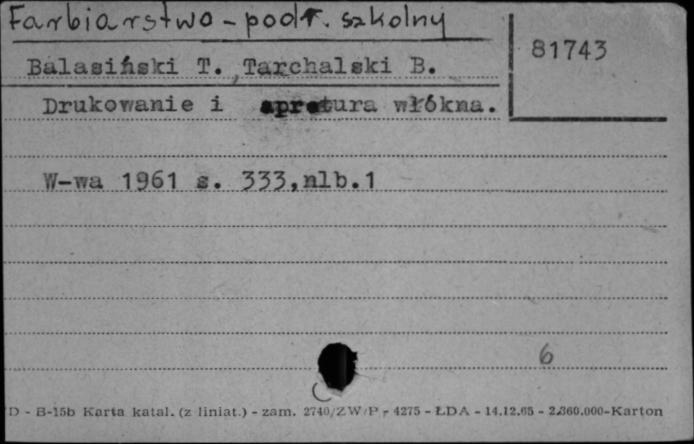 Farbiarstwo - podr. szkolny
81743
Balasiński T., Tarchalski B.
Drukowanie i apretura włókna.
W-wa 1961 s. 333,nlb.1
6
D - B-15b Karta katal. (z liniat.) - zam. 2740/ZW/P - 4275 - ŁDA - 14.12.65 - 2.360.000-Karton